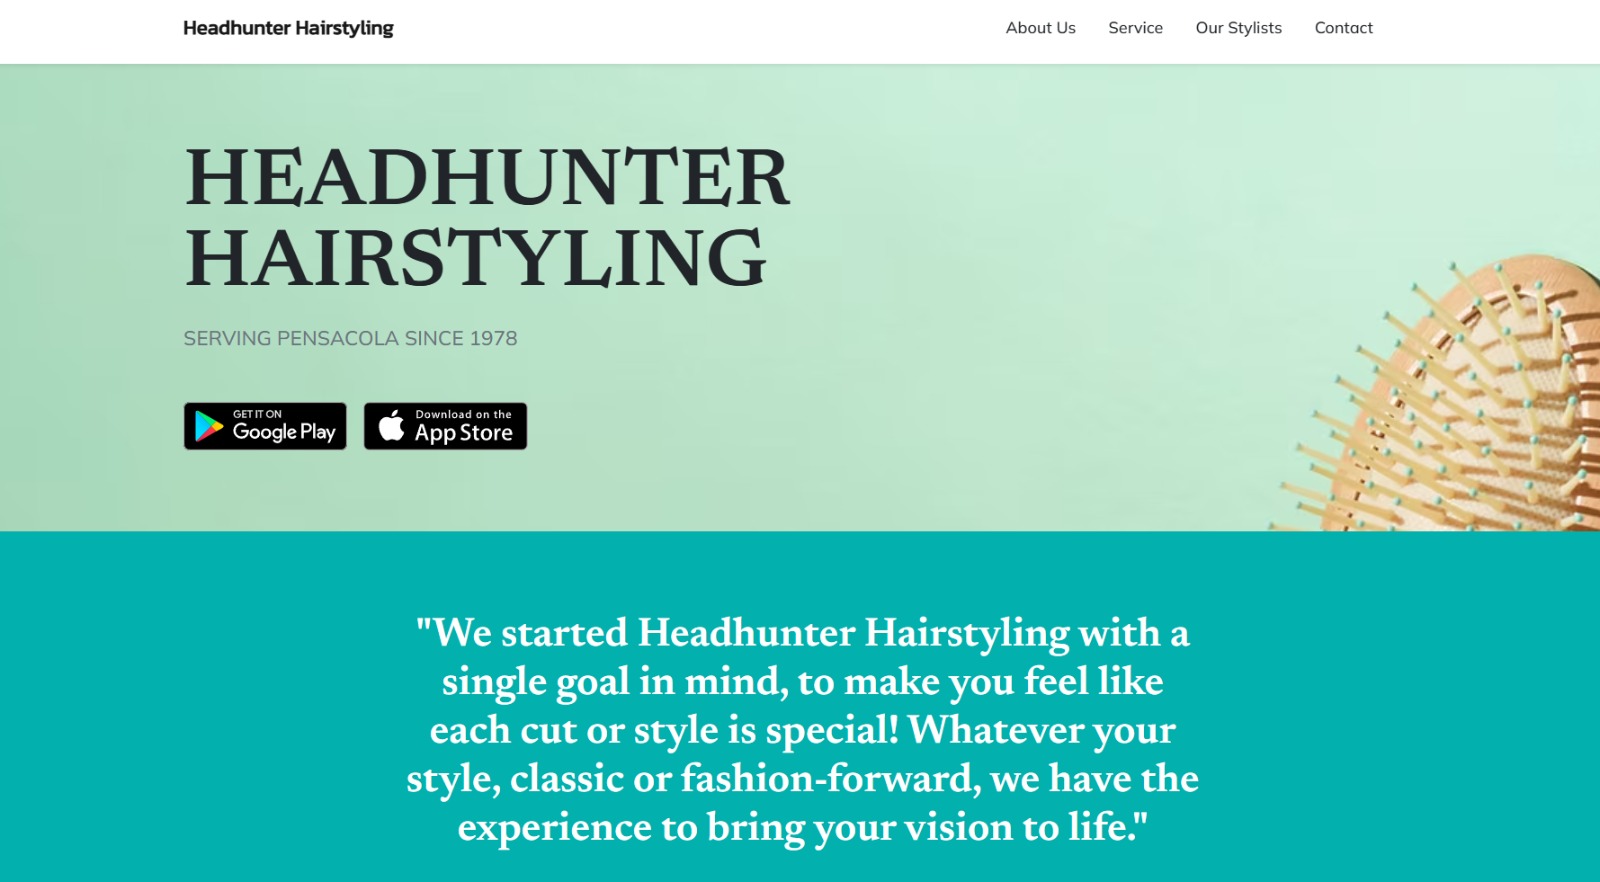 Headhunter Hairstyling
About Us Service Our Stylists Contact
HEADHUNTER
HAIRSTYLING
SERVING PENSACOLA SINCE 1978
GET IT ON
Google Play
Download on the
App Store
"We started Headhunter Hairstyling with a
single goal in mind, to make you feel like
each cut or style is special! Whatever your
style, classic or fashion-forward, we have the
experience to bring your vision to life."